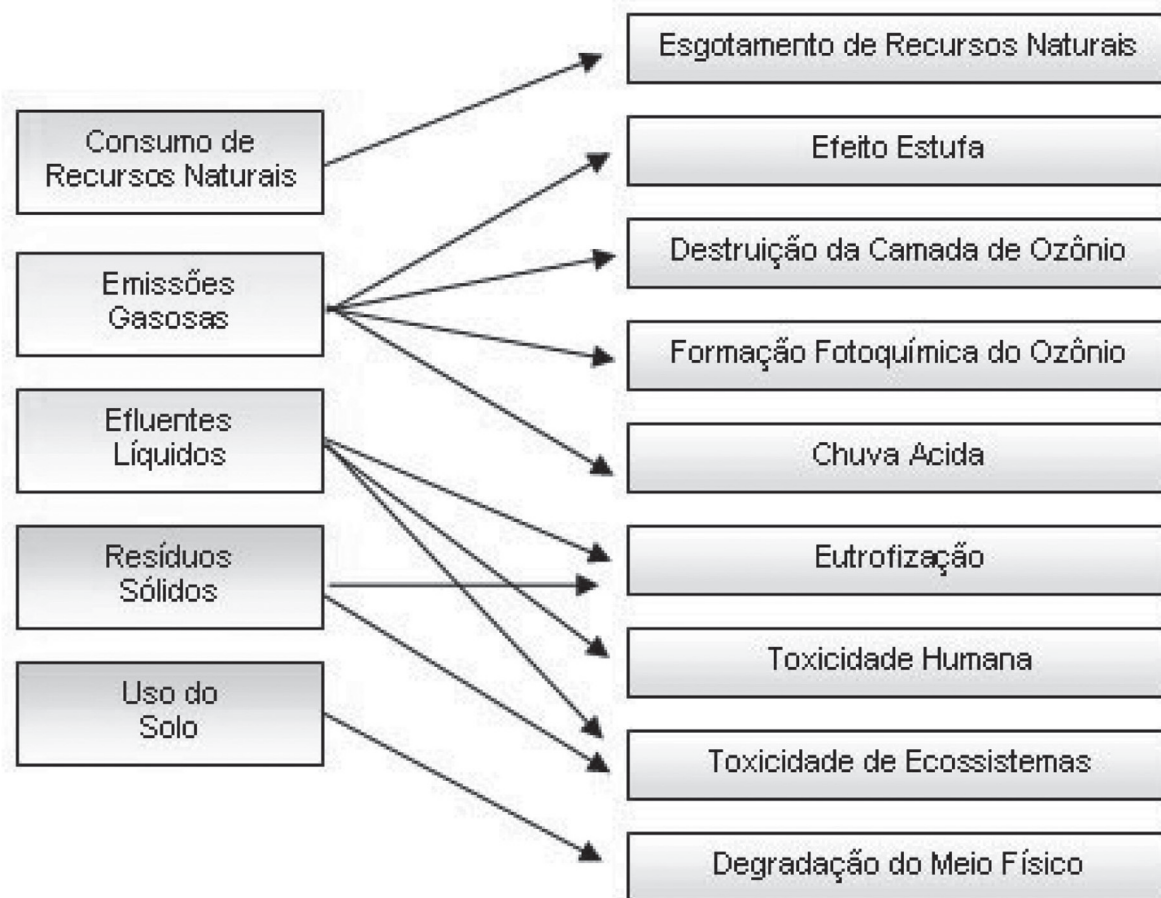 Consumo de
Recursos Naturais
Emissões
Gasosas
Efluentes
Líquidos
Resíduos
Sólidos
Uso do
Solo
Esgotamento de Recursos Naturais
Efeito Estufa
Destruição da Camada de Ozônio
Formação Fotoquímica do Ozônio
Chuva Acida
Eutrofização
Toxicidade Humana
Toxicidade de Ecossistemas
Degradação do Meio Físico